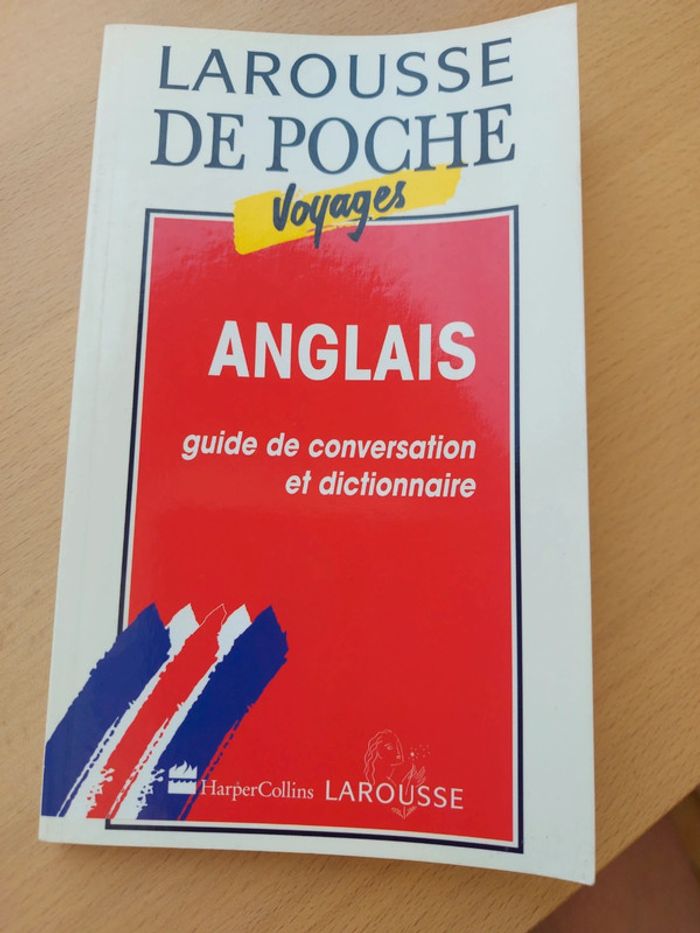 LAROUSSE
DE POCHE
Voyages
ANGLAIS
guide de conversation
et dictionnaire
HarperCollins LAROUSSE